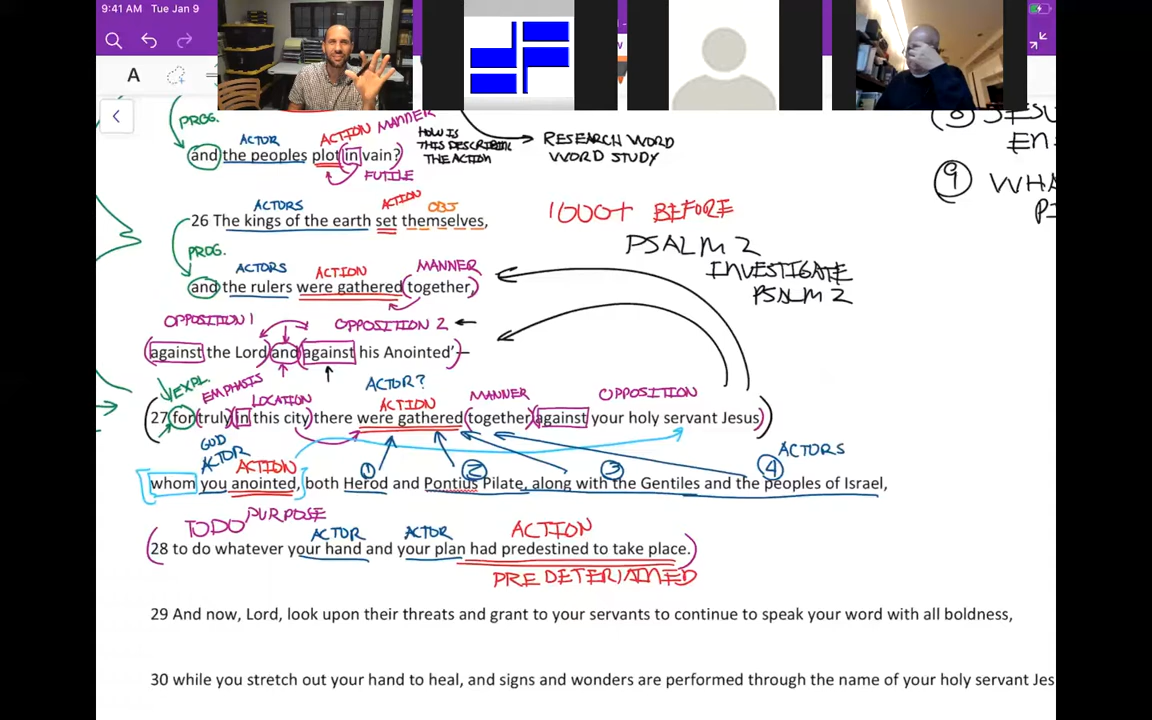 9:41 AM Tue Jan 9
A
PROG.
ACTOR ACTION MANNER
HOW IS
THIS DESCRIBING
THE ACTION
RESEARCH WORD
WORD STUDY
and the peoples plot in vain?
FUTILE
ACTORS ACTION OBJ
26 The kings of the earth set themselves,
1000+ BEFORE
PSALM 2
INVESTIGATE
PSALM 2
PROG.
ACTORS ACTION MANNER
and the rulers were gathered together,
OPPOSITION 1 OPPOSITION 2
against the Lord and against his Anointed'—
EXPL. EMPHASIS LOCATION ACTOR? ACTION MANNER OPPOSITION
27 for truly in this city there were gathered together against your holy servant Jesus
GOD
ACTOR ACTION 1 2 3 4 ACTORS
whom you anointed, both Herod and Pontius Pilate, along with the Gentiles and the peoples of Israel,
TO DO PURPOSE ACTOR ACTOR ACTION
28 to do whatever your hand and your plan had predestined to take place.
PREDETERIAMED
29 And now, Lord, look upon their threats and grant to your servants to continue to speak your word with all boldness,
30 while you stretch out your hand to heal, and signs and wonders are performed through the name of your holy servant Jes
8 JESU
EN
9 WHA